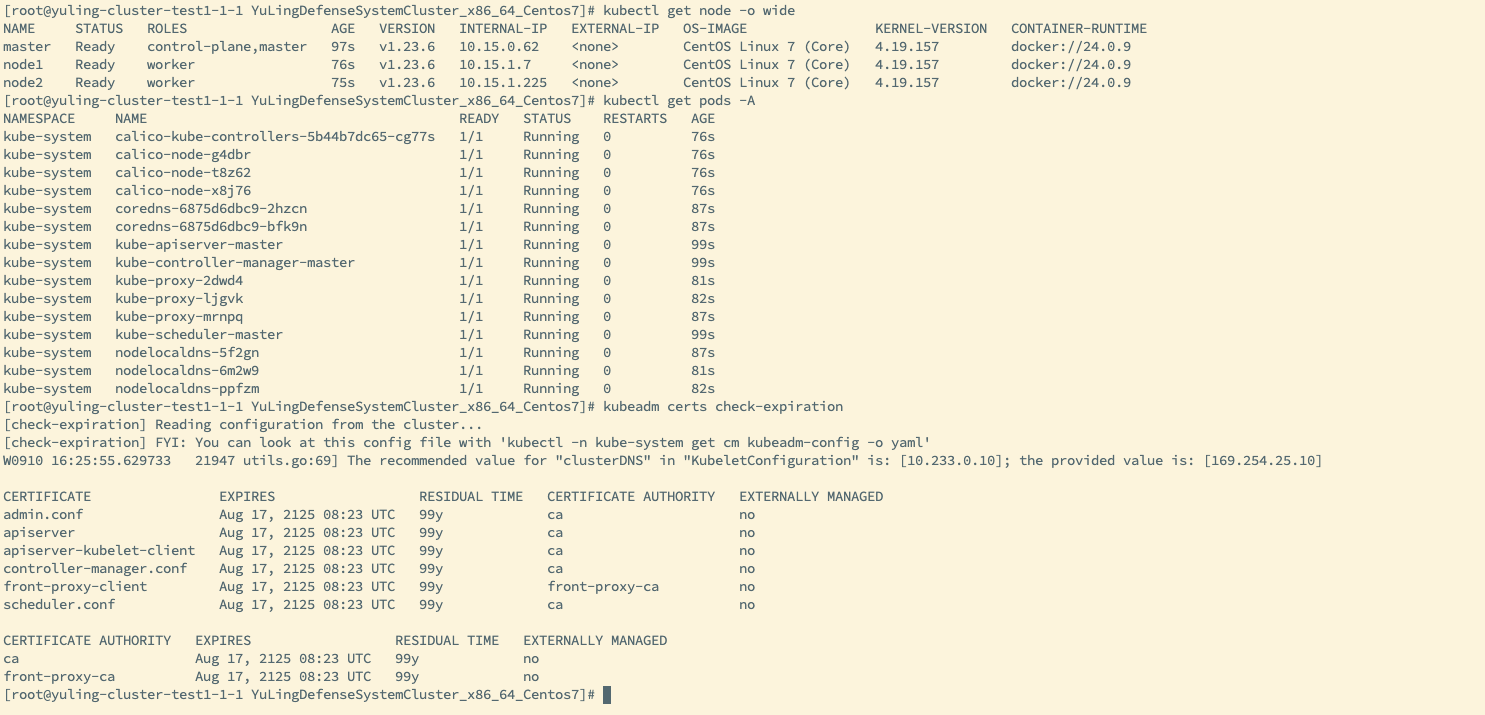 [root@yuling-cluster-test1-1-1 YuLingDefenseSystemCluster_x86_64_Centos7]# kubectl get node -o wide
NAME     STATUS   ROLES                  AGE   VERSION   INTERNAL-IP   EXTERNAL-IP   OS-IMAGE                KERNEL-VERSION   CONTAINER-RUNTIME
master   Ready    control-plane,master   97s   v1.23.6   10.15.0.62    <none>        CentOS Linux 7 (Core)   4.19.157         docker://24.0.9
node1    Ready    worker                 76s   v1.23.6   10.15.1.7     <none>        CentOS Linux 7 (Core)   4.19.157         docker://24.0.9
node2    Ready    worker                 75s   v1.23.6   10.15.1.225   <none>        CentOS Linux 7 (Core)   4.19.157         docker://24.0.9
[root@yuling-cluster-test1-1-1 YuLingDefenseSystemCluster_x86_64_Centos7]# kubectl get pods -A
NAMESPACE     NAME                                       READY   STATUS    RESTARTS   AGE
kube-system   calico-kube-controllers-5b44b7dc65-cg77s   1/1     Running   0          76s
kube-system   calico-node-g4dbr                          1/1     Running   0          76s
kube-system   calico-node-t8z62                          1/1     Running   0          76s
kube-system   calico-node-x8j76                          1/1     Running   0          76s
kube-system   coredns-6875d6dbc9-2hzcn                   1/1     Running   0          87s
kube-system   coredns-6875d6dbc9-bfk9n                   1/1     Running   0          87s
kube-system   kube-apiserver-master                      1/1     Running   0          99s
kube-system   kube-controller-manager-master             1/1     Running   0          99s
kube-system   kube-proxy-2dwd4                           1/1     Running   0          81s
kube-system   kube-proxy-ljgvk                           1/1     Running   0          82s
kube-system   kube-proxy-mrnpq                           1/1     Running   0          87s
kube-system   kube-scheduler-master                      1/1     Running   0          99s
kube-system   nodelocaldns-5f2gn                         1/1     Running   0          87s
kube-system   nodelocaldns-6m2w9                         1/1     Running   0          81s
kube-system   nodelocaldns-ppfzm                         1/1     Running   0          82s
[root@yuling-cluster-test1-1-1 YuLingDefenseSystemCluster_x86_64_Centos7]# kubeadm certs check-expiration
[check-expiration] Reading configuration from the cluster...
[check-expiration] FYI: You can look at this config file with 'kubectl -n kube-system get cm kubeadm-config -o yaml'
W0910 16:25:55.629733   21947 utils.go:69] The recommended value for "clusterDNS" in "KubeletConfiguration" is: [10.233.0.10]; the provided value is: [169.254.25.10]
CERTIFICATE                EXPIRES                  RESIDUAL TIME   CERTIFICATE AUTHORITY   EXTERNALLY MANAGED
admin.conf                 Aug 17, 2125 08:23 UTC   99y             ca                      no
apiserver                  Aug 17, 2125 08:23 UTC   99y             ca                      no
apiserver-kubelet-client   Aug 17, 2125 08:23 UTC   99y             ca                      no
controller-manager.conf    Aug 17, 2125 08:23 UTC   99y             ca                      no
front-proxy-client         Aug 17, 2125 08:23 UTC   99y             front-proxy-ca          no
scheduler.conf             Aug 17, 2125 08:23 UTC   99y             ca                      no
CERTIFICATE AUTHORITY   EXPIRES                  RESIDUAL TIME   EXTERNALLY MANAGED
ca                      Aug 17, 2125 08:23 UTC   99y             no
front-proxy-ca          Aug 17, 2125 08:23 UTC   99y             no
[root@yuling-cluster-test1-1-1 YuLingDefenseSystemCluster_x86_64_Centos7]#